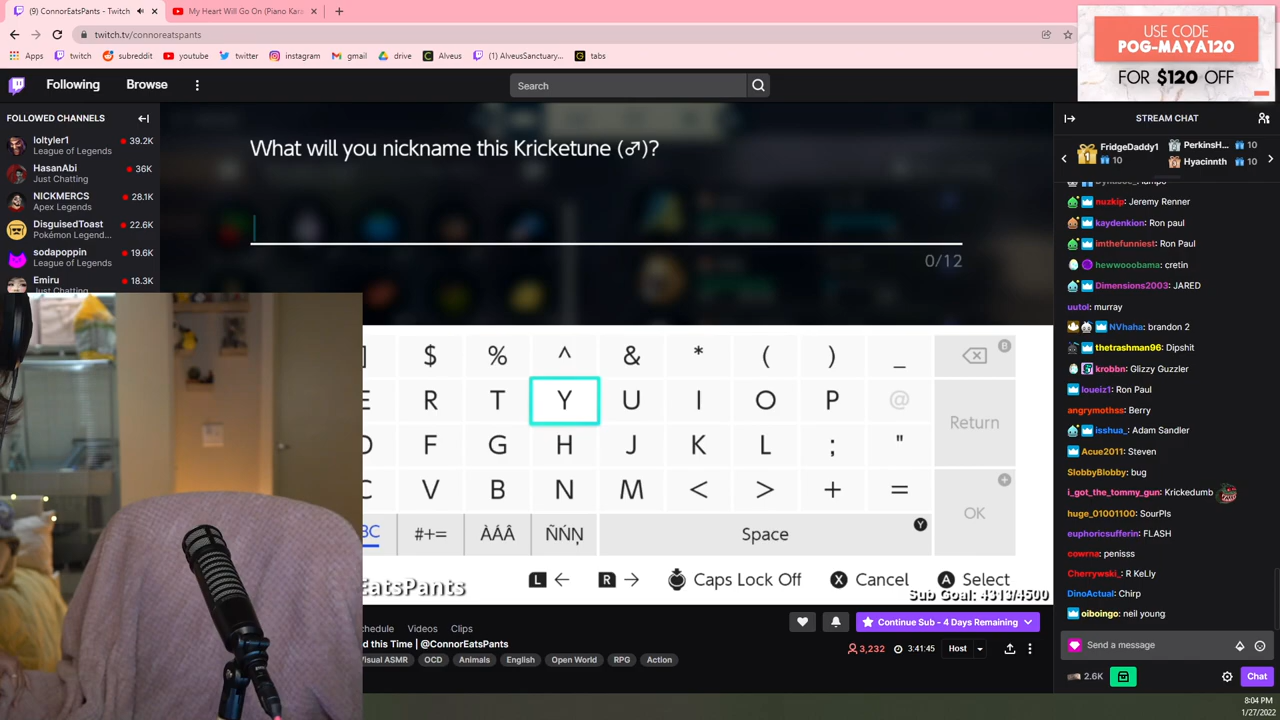 (9) ConnorEatsPants - Twitch
My Heart Will Go On (Piano Kara
twitch.tv/connoreatspants
Apps twitch subreddit youtube twitter instagram gmail drive Alveus (1) AlveusSanctuary... tabs
USE CODE
POG-MAYA120
FOR $120 OFF
Following Browse Search
FOLLOWED CHANNELS
loltyler1 39.2K
League of Legends
HasanAbi 36K
Just Chatting
NICKMERCS 28.1K
Apex Legends
DisguisedToast 22.6K
Pokémon Legend...
sodapoppin 19.6K
League of Legends
Emiru 18.3K
Just Chatting
What will you nickname this Kricketune (♂)?
0/12
$ % ^ & * ( ) _
E R T Y U I O P @
D F G H J K L ; "
C V B N M < > + =
BC #+= ÀÁÂ ÑŃŅ Space Y
B
Return
+
OK
L ← R → Caps Lock Off X Cancel A Select
EatsPants
Sub Goal: 4313/4500
chedule Videos Clips
Continue Sub - 4 Days Remaining
d this Time | @ConnorEatsPants
3,232 3:41:45 Host
isual ASMR OCD Animals English Open World RPG Action
STREAM CHAT
1 FridgeDaddy1 10
PerkinsH... 10
Hyacinnth 10
nuzkip: Jeremy Renner
kaydenkion: Ron paul
imthefunniest: Ron Paul
hewwooobama: cretin
Dimensions2003: JARED
uutol: murray
NVhaha: brandon 2
thetrashman96: Dipshit
krobbn: Glizzy Guzzler
loueiz1: Ron Paul
angrymothss: Berry
isshua_: Adam Sandler
Acue2011: Steven
SlobbyBlobby: bug
i_got_the_tommy_gun: Krickedumb
huge_01001100: SourPls
euphoricsufferin: FLASH
cowrna: penisss
Cherrywski_: R KeLly
DinoActual: Chirp
oiboingo: neil young
Send a message
2.6K
Chat
8:04 PM
1/27/2022